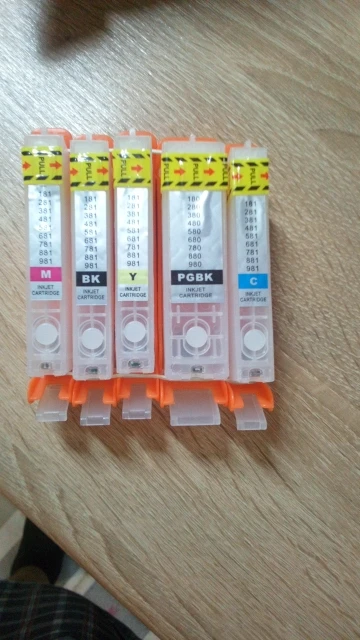 PULL
181
281
381
481
581
681
781
881
981
M
INKJET
CARTRIDGE
PULL
181
281
381
481
581
681
781
881
981
BK
INKJET
CARTRIDGE
PULL
181
281
381
481
581
681
781
881
981
Y
INKJET
CARTRIDGE
PULL PULL
180
280
380
480
580
680
780
880
980
PGBK
INKJET
CARTRIDGE
PULL
181
281
381
481
581
681
781
881
981
C
INKJET
CARTRIDGE